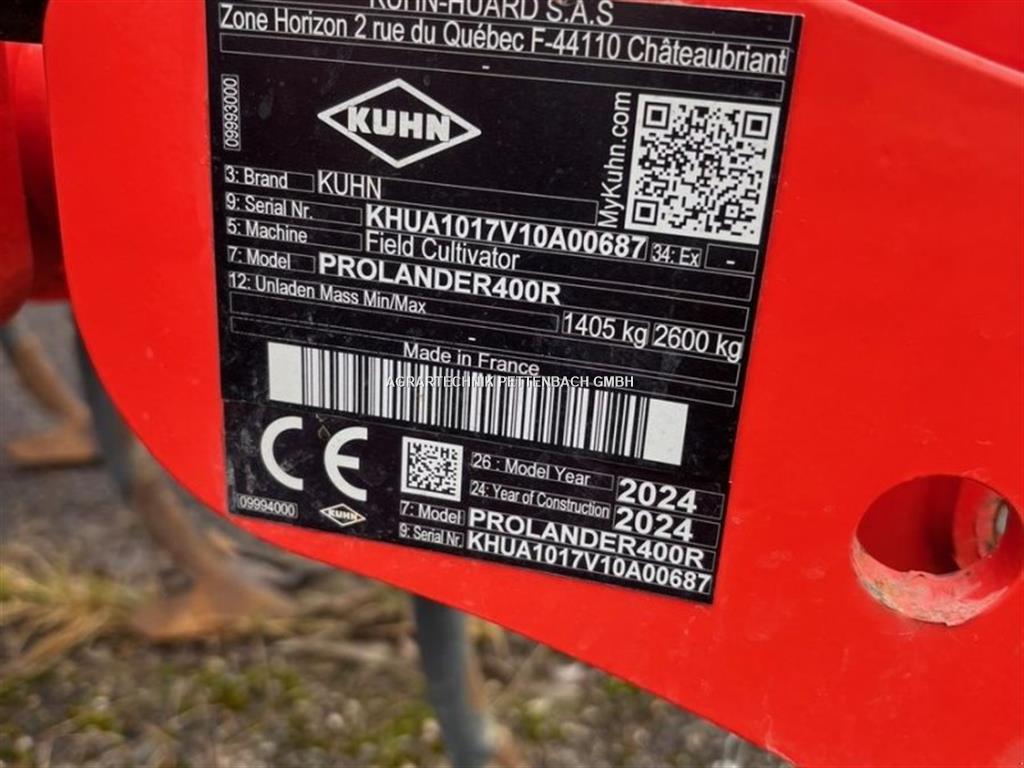 KUHN-HUARD S.A.S
Zone Horizon 2 rue du Québec F-44110 Châteaubriant
-
09993000
KUHN
MyKuhn.com
3: Brand KUHN
9: Serial Nr. KHUA1017V10A00687 34: Ex -
5: Machine Field Cultivator
7: Model PROLANDER400R
12: Unladen Mass Min/Max 1405 kg 2600 kg
-
Made in France
AGRARTECHNIK PETTENBACH GMBH
CE
26 : Model Year 2024
24: Year of Construction 2024
09994000
KUHN
7: Model PROLANDER400R
9: Serial Nr. KHUA1017V10A00687